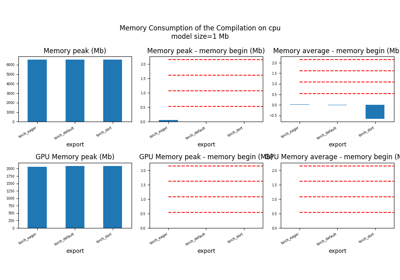 Memory Consumption of the Compilation on cpu
model size=1 Mb
Memory peak (Mb)
Memory peak - memory begin (Mb)
Memory average - memory begin (Mb)
6000
5000
4000
3000
2000
1000
0
2.0
1.5
1.0
0.5
0.0
2.0
1.5
1.0
0.5
0.0
-0.5
torch_eager
torch_default
torch_dort
torch_eager
torch_default
torch_dort
torch_eager
torch_default
torch_dort
export
export
export
GPU Memory peak (Mb)
GPU Memory peak - memory begin (Mb)
GPU Memory average - memory begin (M
2000
1750
1500
1250
1000
750
500
250
0
2.0
1.5
1.0
0.5
0.0
2.0
1.5
1.0
0.5
0.0
torch_eager
torch_default
torch_dort
torch_eager
torch_default
torch_dort
torch_eager
torch_default
torch_dort
export
export
export